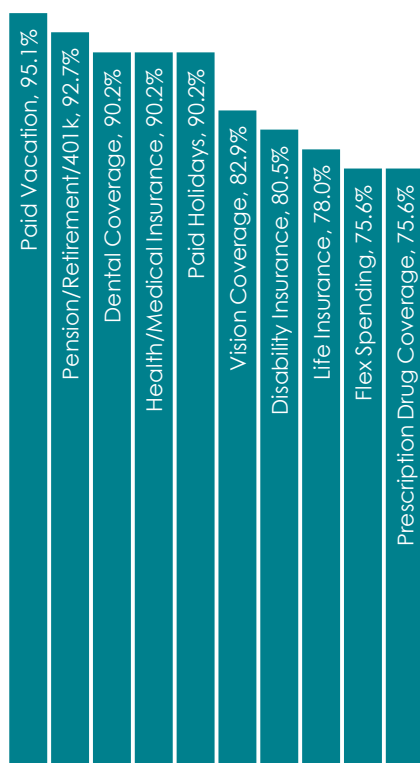 Paid Vacation, 95.1%
Pension/Retirement/401k, 92.7%
Dental Coverage, 90.2%
Health/Medical Insurance, 90.2%
Paid Holidays, 90.2%
Vision Coverage, 82.9%
Disability Insurance, 80.5%
Life Insurance, 78.0%
Flex Spending, 75.6%
Prescription Drug Coverage, 75.6%